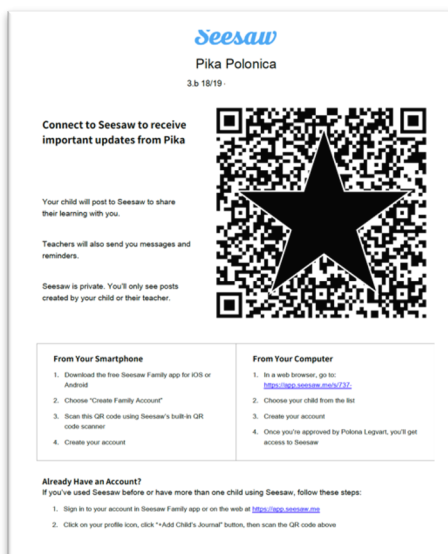 Seesaw
Pika Polonica
3.b 18/19
Connect to Seesaw to receive
important updates from Pika
Your child will post to Seesaw to share
their learning with you.
Teachers will also send you messages and
reminders.
Seesaw is private. You'll only see posts
created by your child or their teacher.
From Your Smartphone
1. Download the free Seesaw Family app for iOS or
Android
2. Choose "Create Family Account"
3. Scan this QR code using Seesaw's built-in QR
code scanner
4. Create your account
From Your Computer
1. In a web browser, go to:
https://app.seesaw.me/s/737-
2. Choose your child from the list
3. Create your account
4. Once you're approved by Polona Legvart, you'll get
access to Seesaw
Already Have an Account?
If you've used Seesaw before or have more than one child using Seesaw, follow these steps:
1. Sign in to your account in Seesaw Family app or on the web at https://app.seesaw.me
2. Click on your profile icon, click "+Add Child's Journal" button, then scan the QR code above